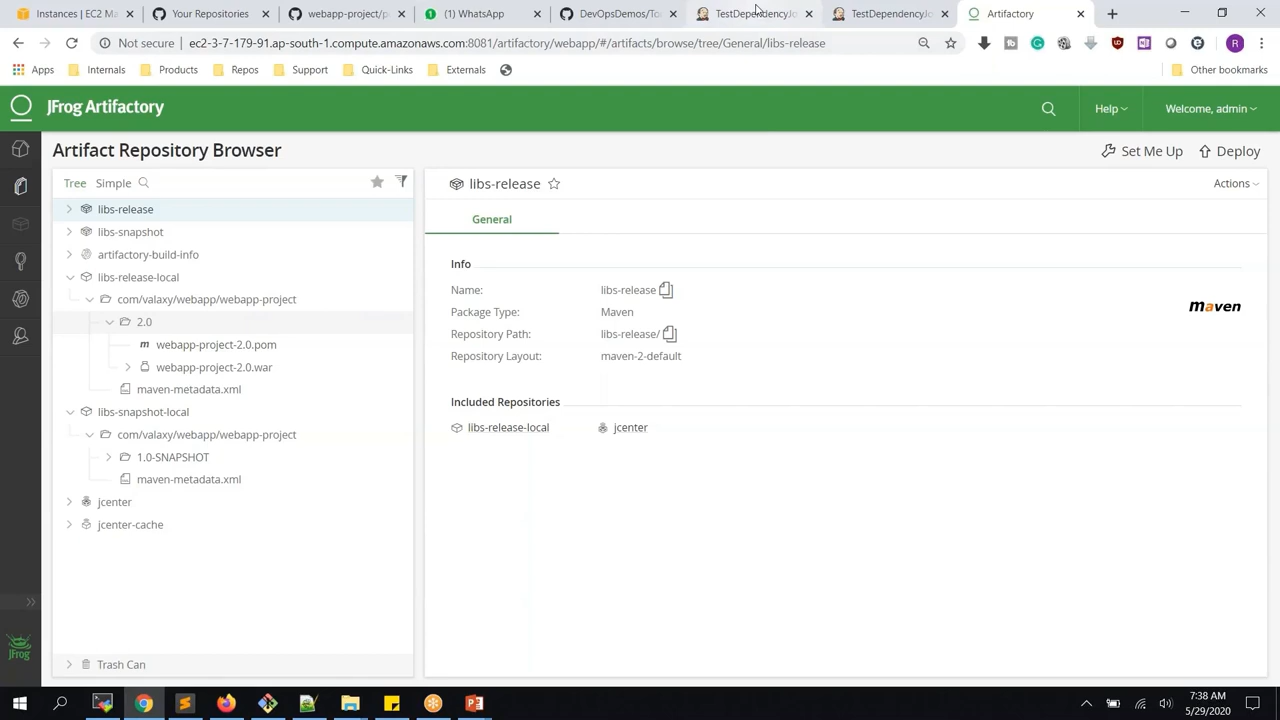 Instances | EC2 Ma
Your Repositories
webapp-project/p
(1) WhatsApp
DevOpsDemos/To
TestDependencyJo
TestDependencyJo
Artifactory
Not secure ec2-3-7-179-91.ap-south-1.compute.amazonaws.com:8081/artifactory/webapp/#/artifacts/browse/tree/General/libs-release
Apps Internals Products Repos Support Quick-Links Externals Other bookmarks
JFrog Artifactory
Help
Welcome, admin
Artifact Repository Browser
Set Me Up
Deploy
Tree Simple
libs-release
libs-snapshot
artifactory-build-info
libs-release-local
com/valaxy/webapp/webapp-project
2.0
webapp-project-2.0.pom
webapp-project-2.0.war
maven-metadata.xml
libs-snapshot-local
com/valaxy/webapp/webapp-project
1.0-SNAPSHOT
maven-metadata.xml
jcenter
jcenter-cache
Trash Can
libs-release
Actions
General
Info
Name: libs-release
Package Type: Maven
Repository Path: libs-release/
Repository Layout: maven-2-default
maven
Included Repositories
libs-release-local jcenter
JFrog
7:38 AM
5/29/2020